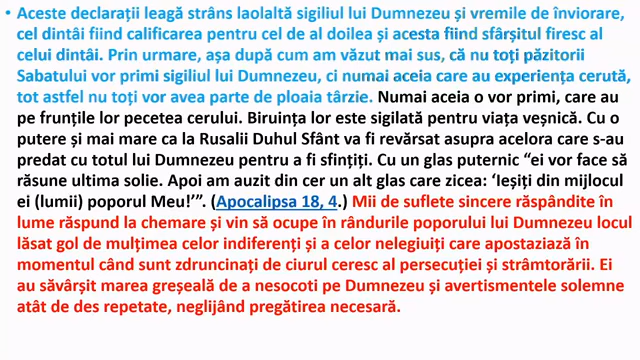 • Aceste declarații leagă strâns laolaltă sigiliul lui Dumnezeu și vremile de înviorare,
cel dintâi fiind calificarea pentru cel de al doilea și acesta fiind sfârșitul firesc al
celui dintâi. Prin urmare, așa după cum am văzut mai sus, că nu toți păzitorii
Sabatului vor primi sigiliul lui Dumnezeu, ci numai aceia care au experiența cerută,
tot astfel nu toți vor avea parte de ploaia târzie. Numai aceia o vor primi, care au
pe frunțile lor pecetea cerului. Biruința lor este sigilată pentru viața veșnică. Cu o
putere și mai mare ca la Rusalii Duhul Sfânt va fi revărsat asupra acelora care s-au
predat cu totul lui Dumnezeu pentru a fi sfințiți. Cu un glas puternic “ei vor face să
răsune ultima solie. Apoi am auzit din cer un alt glas care zicea: ‘Ieșiți din mijlocul
ei (lumii) poporul Meu!’”. (Apocalipsa 18, 4.) Mii de suflete sincere răspândite în
lume răspund la chemare și vin să ocupe în rândurile poporului lui Dumnezeu locul
lăsat gol de mulțimea celor indiferenți și a celor nelegiuiți care apostaziază în
momentul când sunt zdruncinați de ciurul ceresc al persecuției și strâmtorării. Ei
au săvârșit marea greșeală de a nesocoti pe Dumnezeu și avertismentele solemne
atât de des repetate, neglijând pregătirea necesară.